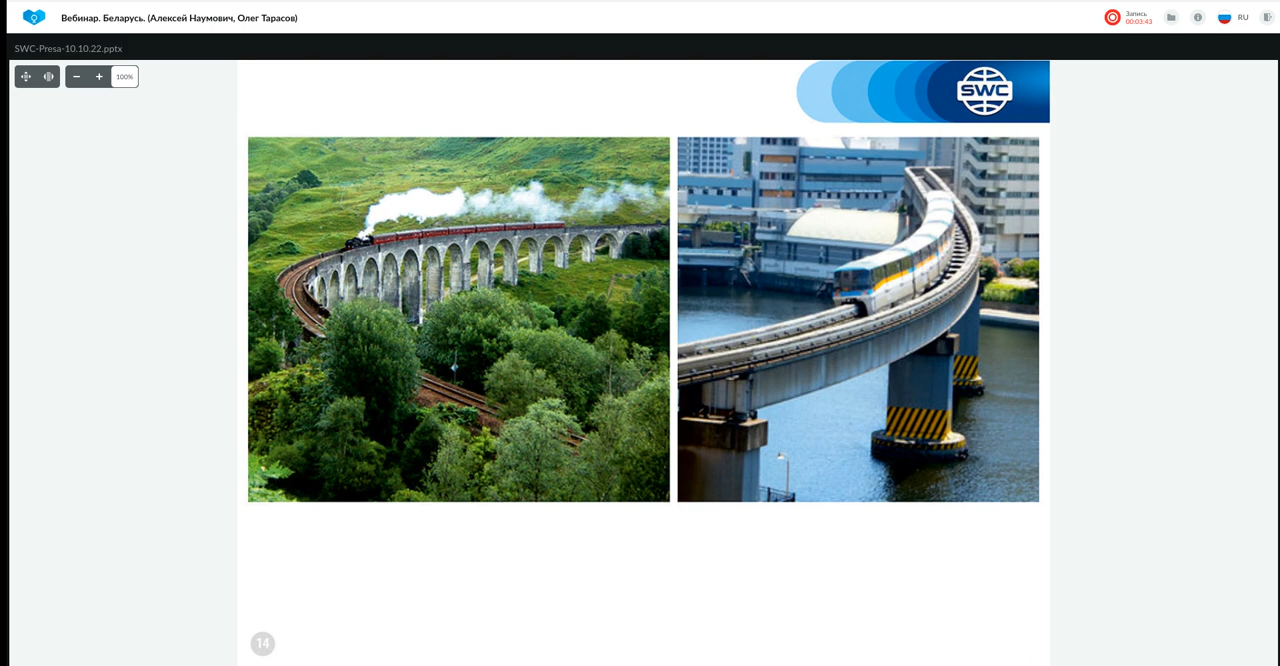 Вебинар. Беларусь. (Алексей Наумович, Олег Тарасов)
Запись
00:03:43
RU
SWC-Presa-10.10.22.pptx
100%
SWC
14